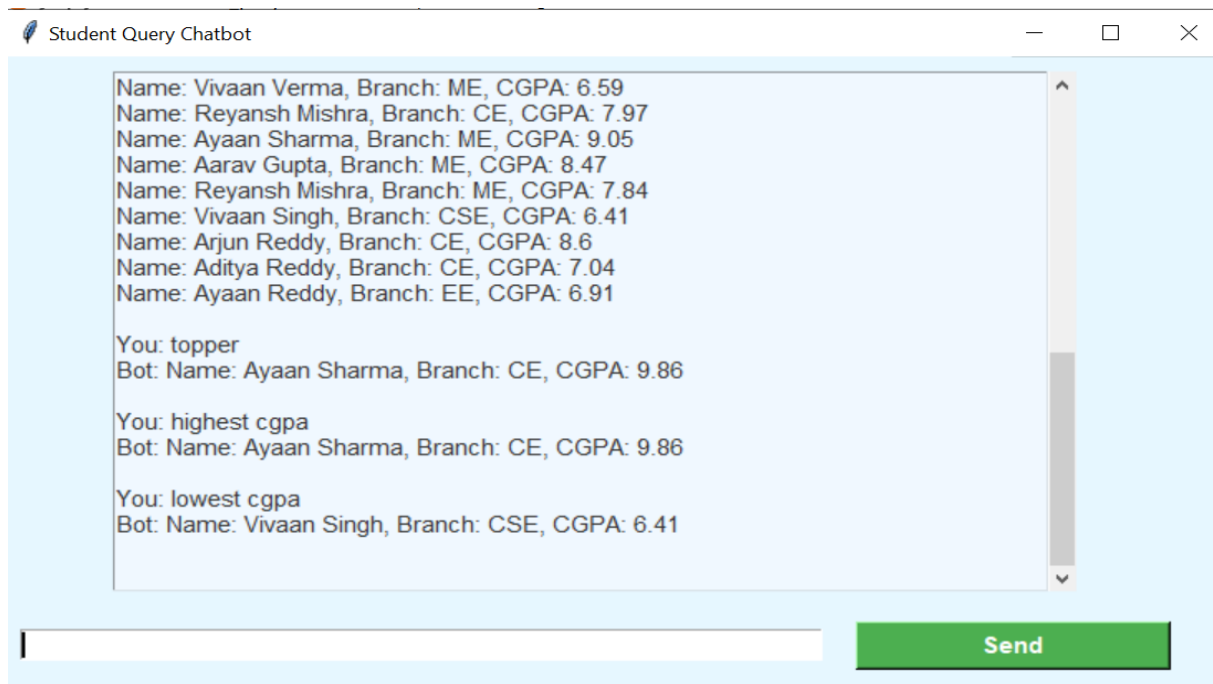 Student Query Chatbot
Name: Vivaan Verma, Branch: ME, CGPA: 6.59
Name: Reyansh Mishra, Branch: CE, CGPA: 7.97
Name: Ayaan Sharma, Branch: ME, CGPA: 9.05
Name: Aarav Gupta, Branch: ME, CGPA: 8.47
Name: Reyansh Mishra, Branch: ME, CGPA: 7.84
Name: Vivaan Singh, Branch: CSE, CGPA: 6.41
Name: Arjun Reddy, Branch: CE, CGPA: 8.6
Name: Aditya Reddy, Branch: CE, CGPA: 7.04
Name: Ayaan Reddy, Branch: EE, CGPA: 6.91
You: topper
Bot: Name: Ayaan Sharma, Branch: CE, CGPA: 9.86
You: highest cgpa
Bot: Name: Ayaan Sharma, Branch: CE, CGPA: 9.86
You: lowest cgpa
Bot: Name: Vivaan Singh, Branch: CSE, CGPA: 6.41
Send